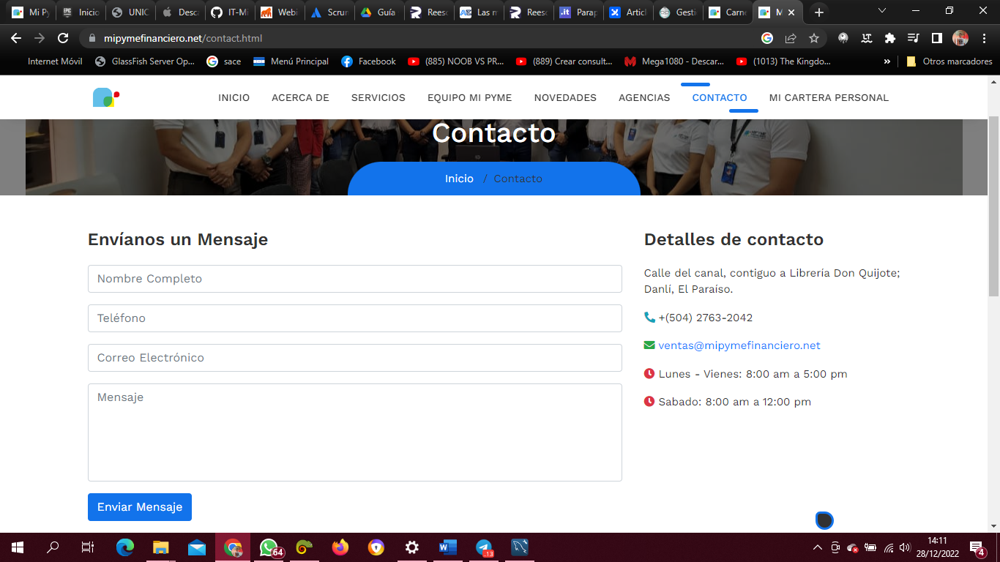 Mi Py
Inicio
UNIC
Desca
IT-Mi
Webi
Scrun
Guía
Reeso
Las m
Reeso
Parap
Articl
Gesti
Carne
M
mipymefinanciero.net/contact.html
Internet Móvil
GlassFish Server Op...
sace
Menú Principal
Facebook
(885) NOOB VS PR...
(889) Crear consult...
Mega1080 - Descar...
(1013) The Kingdo...
»
Otros marcadores
INICIO
ACERCA DE
SERVICIOS
EQUIPO MI PYME
NOVEDADES
AGENCIAS
CONTACTO
MI CARTERA PERSONAL
Contacto
Inicio / Contacto
Envíanos un Mensaje
Nombre Completo
Teléfono
Correo Electrónico
Mensaje
Enviar Mensaje
Detalles de contacto
Calle del canal, contiguo a Librería Don Quijote;
Danlí, El Paraíso.
+(504) 2763-2042
ventas@mipymefinanciero.net
Lunes - Vienes: 8:00 am a 5:00 pm
Sabado: 8:00 am a 12:00 pm
64
.13
14:11
28/12/2022
4